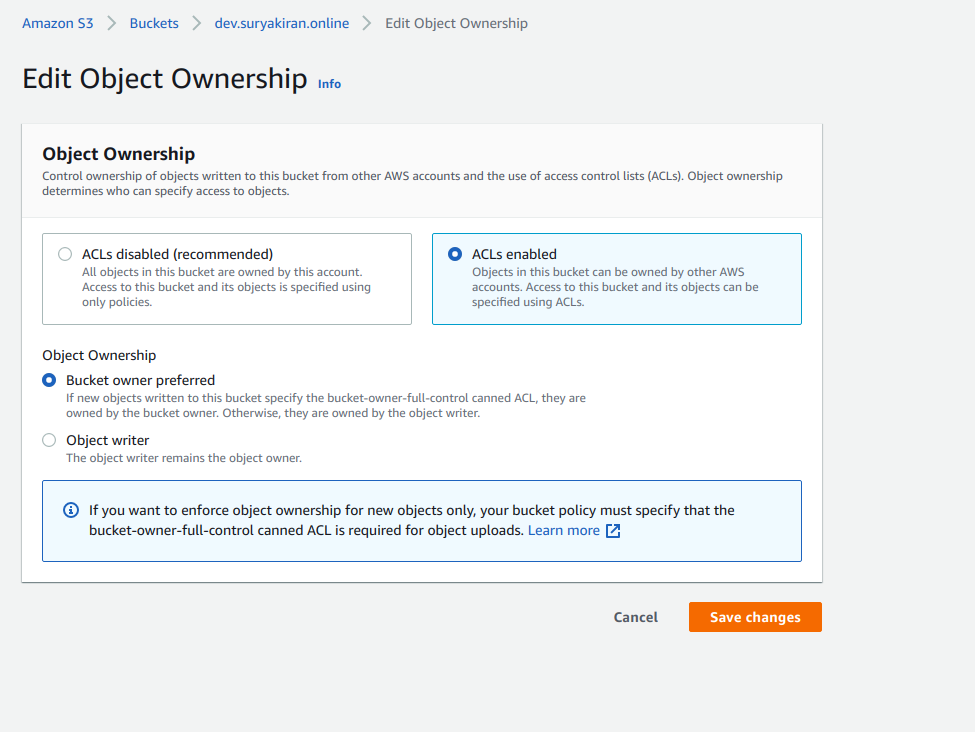 Amazon S3 > Buckets > dev.suryakiran.online > Edit Object Ownership
Edit Object Ownership Info
Object Ownership
Control ownership of objects written to this bucket from other AWS accounts and the use of access control lists (ACLs). Object ownership
determines who can specify access to objects.
ACLs disabled (recommended)
All objects in this bucket are owned by this account.
Access to this bucket and its objects is specified using
only policies.
ACLs enabled
Objects in this bucket can be owned by other AWS
accounts. Access to this bucket and its objects can be
specified using ACLs.
Object Ownership
Bucket owner preferred
If new objects written to this bucket specify the bucket-owner-full-control canned ACL, they are
owned by the bucket owner. Otherwise, they are owned by the object writer.
Object writer
The object writer remains the object owner.
If you want to enforce object ownership for new objects only, your bucket policy must specify that the
bucket-owner-full-control canned ACL is required for object uploads. Learn more
Cancel
Save changes